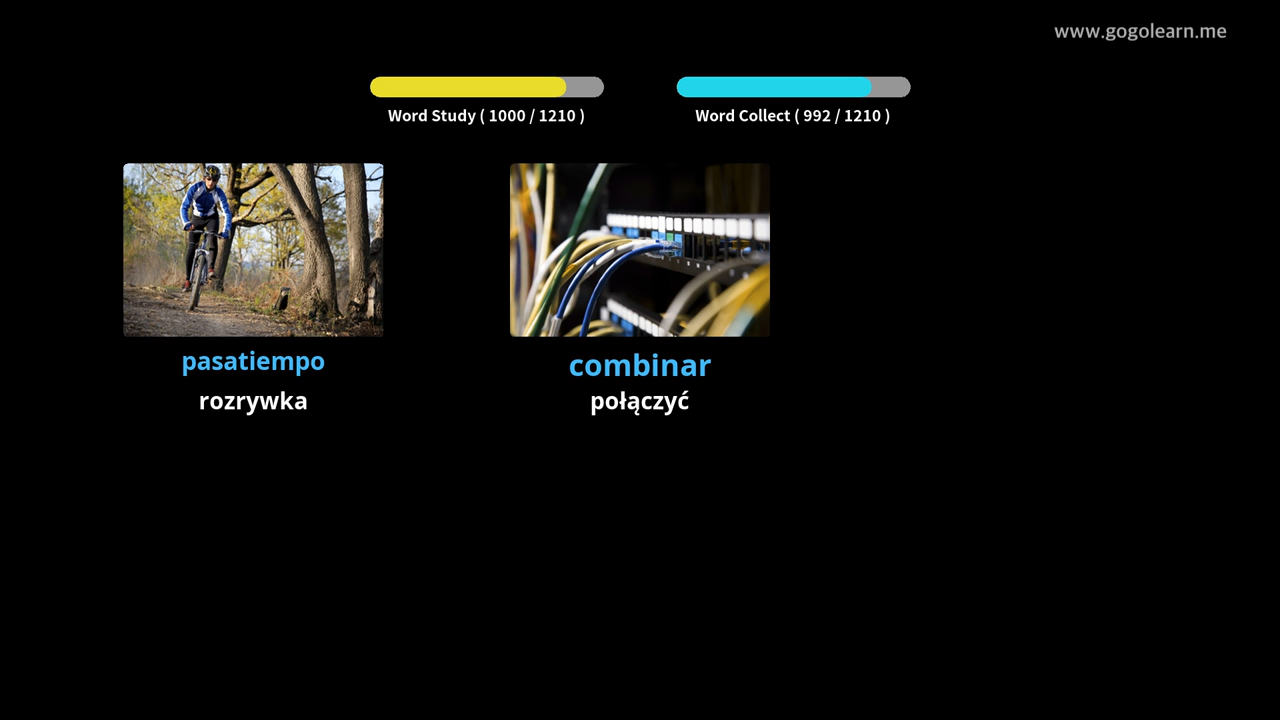 www.gogolearn.me
Word Study ( 1000 / 1210 )
Word Collect ( 992 / 1210 )
pasatiempo
rozrywka
combinar
połączyć